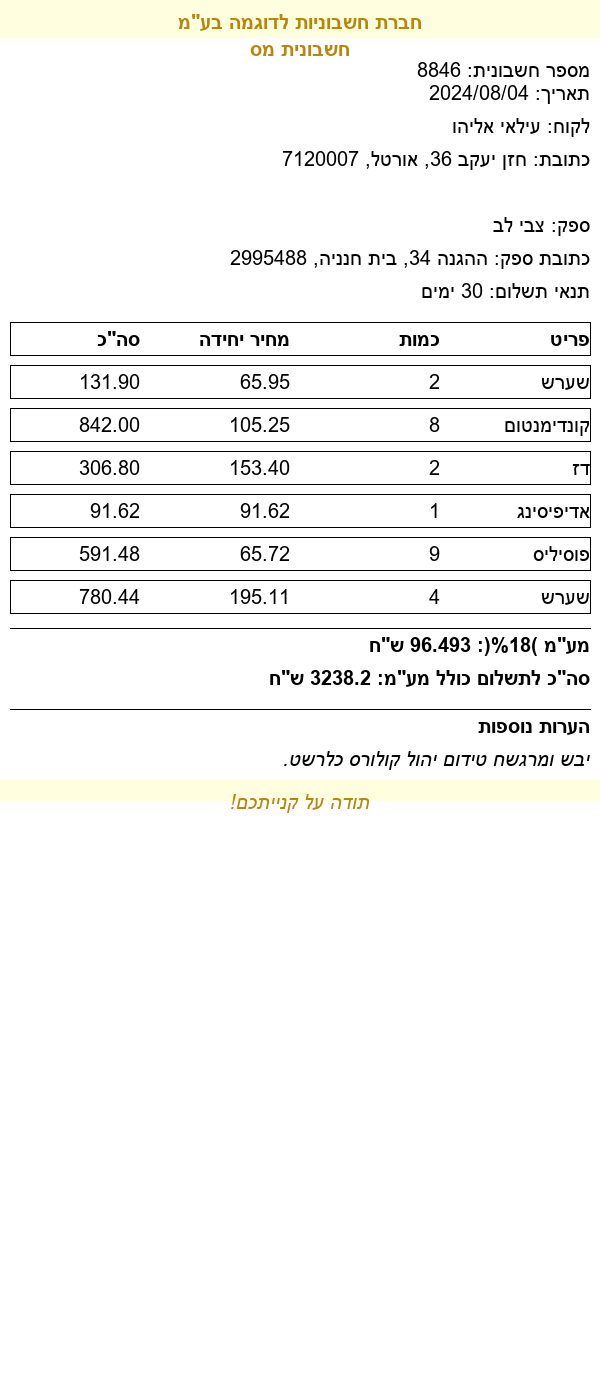 חברת חשבוניות לדוגמה בע"מ
חשבונית מס
מספר חשבונית: 8846
תאריך: 2024/08/04
לקוח: עילאי אליהו
כתובת: חזן יעקב 36, אורטל, 7120007
ספק: צבי לב
כתובת ספק: ההגנה 34, בית חנניה, 2995488
תנאי תשלום: 30 ימים
פריט כמות מחיר יחידה סה"כ
שערש 2 65.95 131.90
קונדימנטום 8 105.25 842.00
דז 2 153.40 306.80
אדיפיסינג 1 91.62 91.62
פוסיליס 9 65.72 591.48
שערש 4 195.11 780.44
מע"מ )18%(: 96.493 ש"ח
סה"כ לתשלום כולל מע"מ: 3238.2 ש"ח
הערות נוספות
יבש ומרגשח טידום יהול קולורס כלרשט.
תודה על קנייתכם!